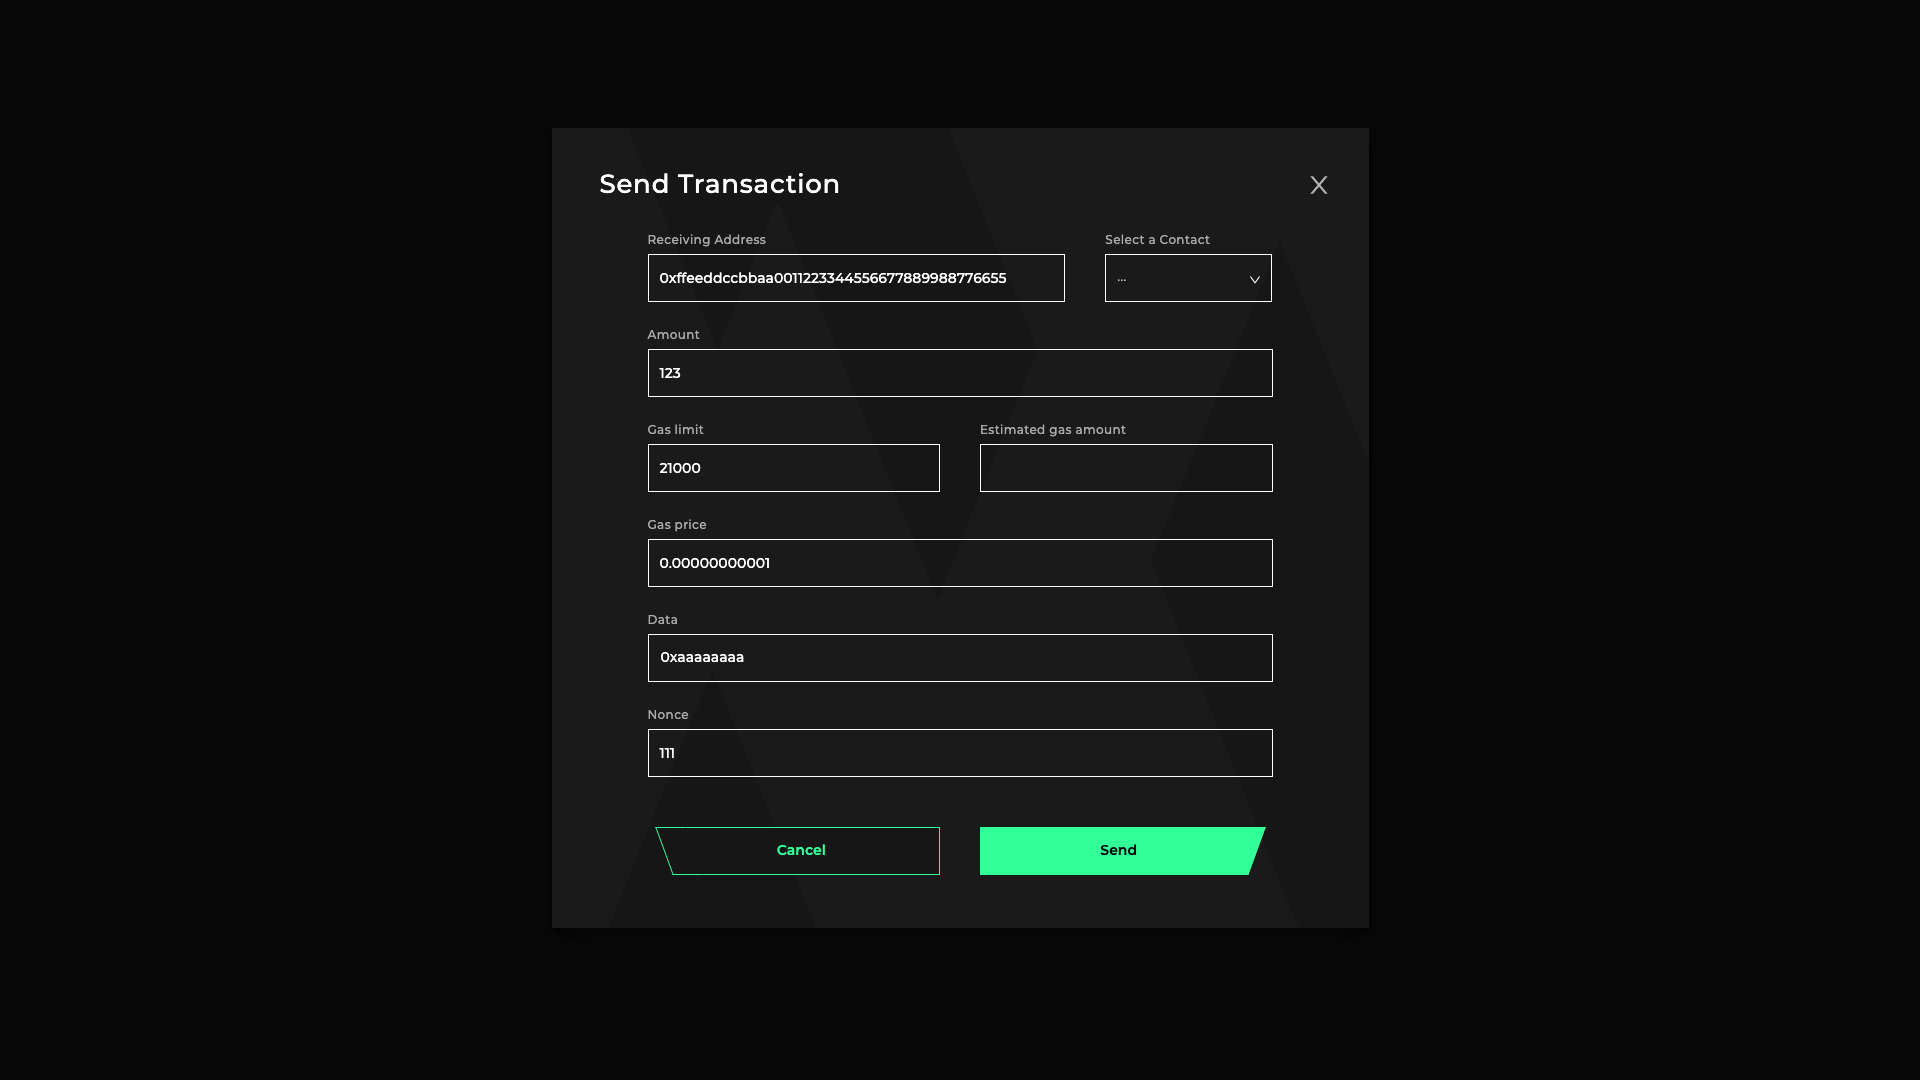 Send Transaction
X
Receiving Address
Select a Contact
0xffeeddccbbaa00112233445566778899887766​55
...
Amount
123
Gas limit
Estimated gas amount
21000
Gas price
0.00000000001
Data
0xaaaaaaaa
Nonce
111
Cancel
Send